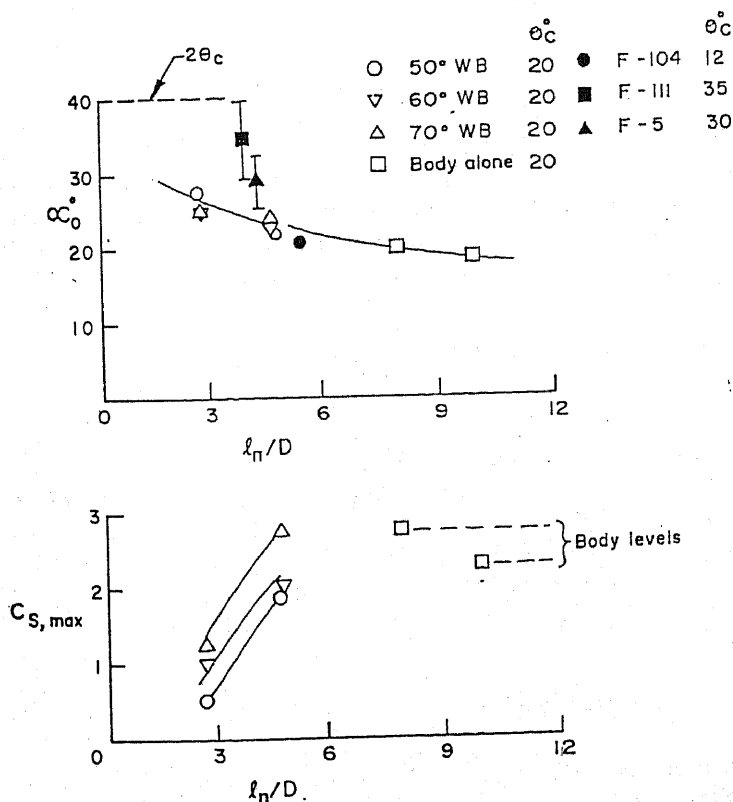 θc° θc°
2θc
50° WB 20 F-104 12
60° WB 20 F-111 35
70° WB 20 F-5 30
Body alone 20
40
30
∝0°
20
10
0 3 6 9 12
ℓn/D
3
2
Cs,max
1
Body levels
0 3 6 9 12
ℓn/D.